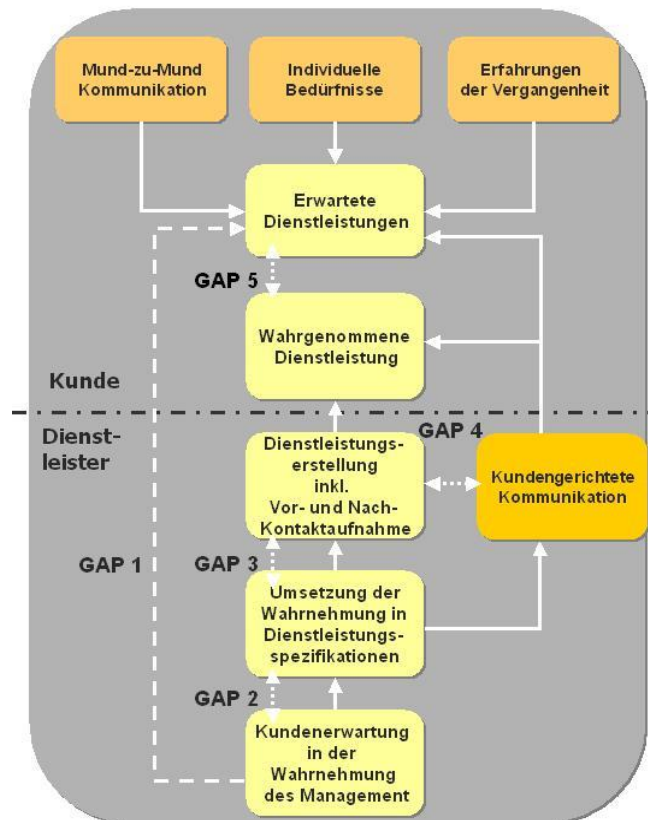 Mund-zu-Mund
Kommunikation
Individuelle
Bedürfnisse
Erfahrungen
der Vergangenheit
Erwartete
Dienstleistungen
GAP 5
Wahrgenommene
Dienstleistung
Kunde
Dienst-
leister
GAP 4
Dienstleistungs-
erstellung
inkl.
Vor- und Nach-
Kontaktaufnahme
Kundengerichtete
Kommunikation
GAP 1
GAP 3
Umsetzung der
Wahrnehmung in
Dienstleistungs-
spezifikationen
GAP 2
Kundenerwartung
in der
Wahrnehmung
des Management